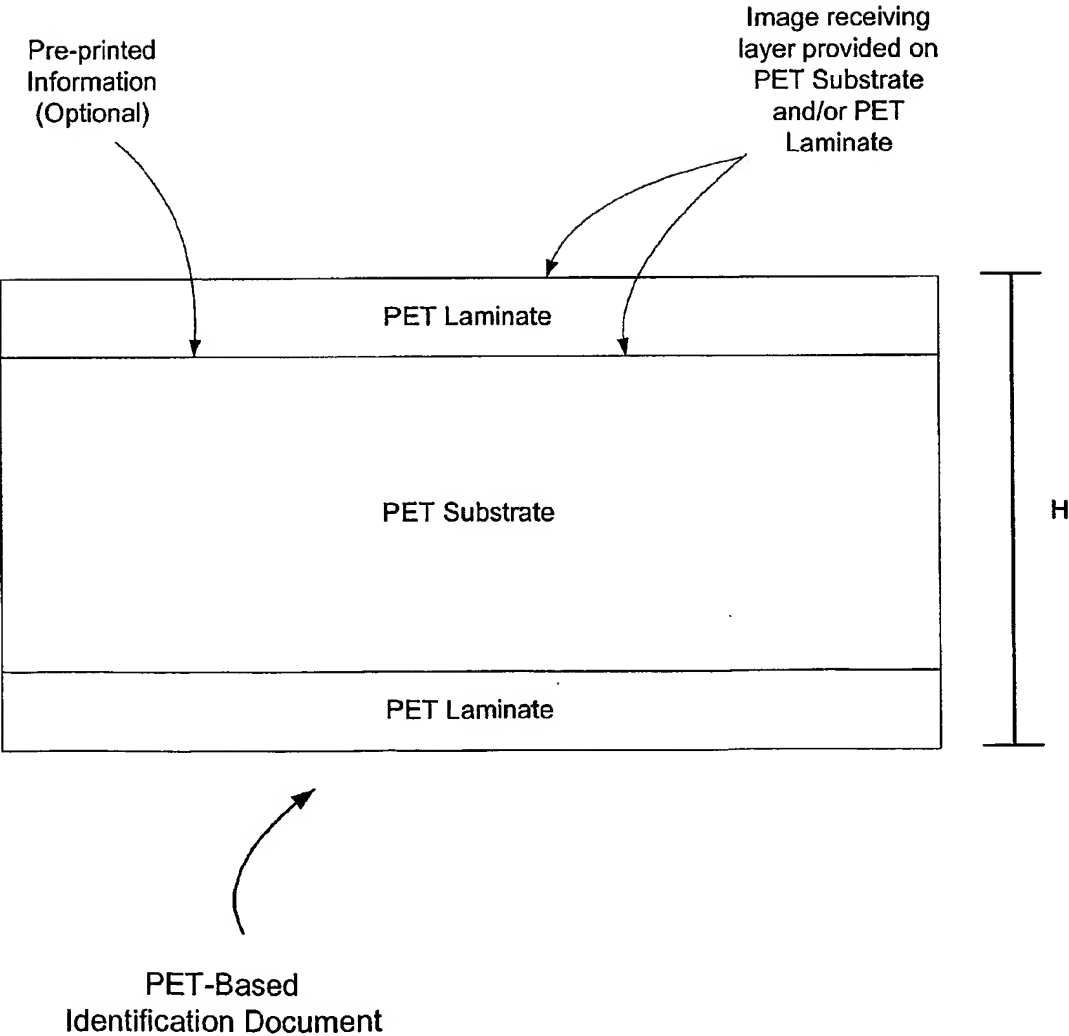 Pre-printed
Information
(Optional)
Image receiving
layer provided on
PET Substrate
and/or PET
Laminate
PET Laminate
PET Substrate
H
PET Laminate
PET-Based
Identification Document